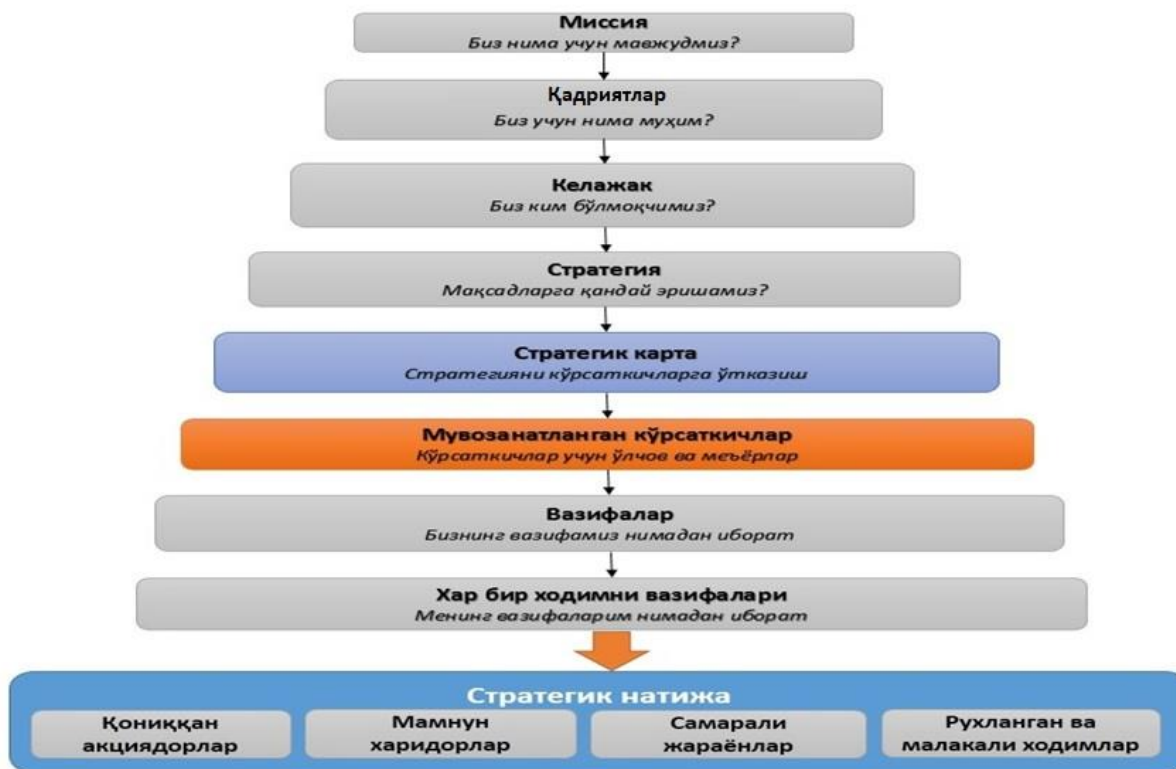 Миссия
Биз нима учун мавжудмиз?
Қадриятлар
Биз учун нима муҳим?
Келажак
Биз ким бўлмоқчимиз?
Стратегия
Мақсадларга қандай эришамиз?
Стратегик карта
Стратегияни кўрсаткичларга ўтказиш
Мувозанатланган кўрсаткичлар
Кўрсаткичлар учун ўлчов ва меъёрлар
Вазифалар
Бизнинг вазифамиз нимадан иборат
Хар бир ходимни вазифалари
Менинг вазифаларим нимадан иборат
Стратегик натижа
Қониққан акциядорлар
Мамнун харидорлар
Самарали жараёнлар
Рухланган ва малакали ходимлар